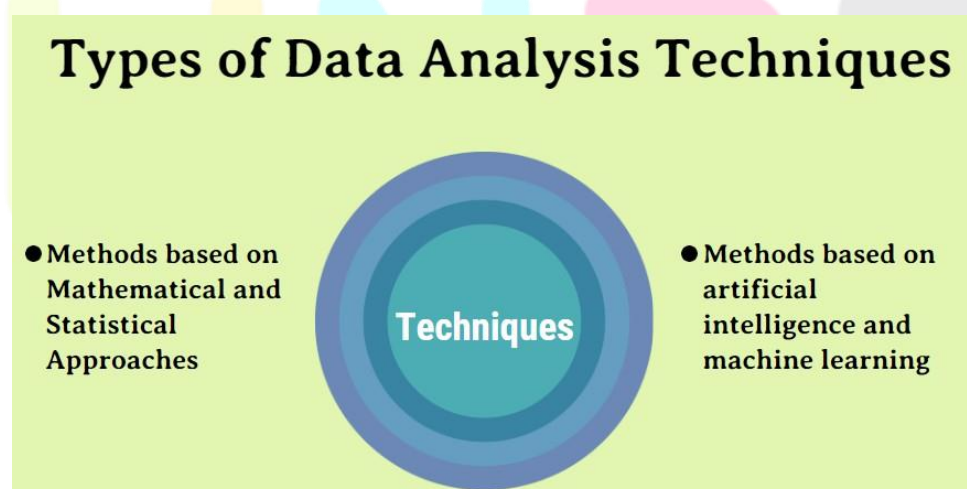 Types of Data Analysis Techniques
● Methods based on
Mathematical and
Statistical
Approaches
Techniques
● Methods based on
artificial
intelligence and
machine learning